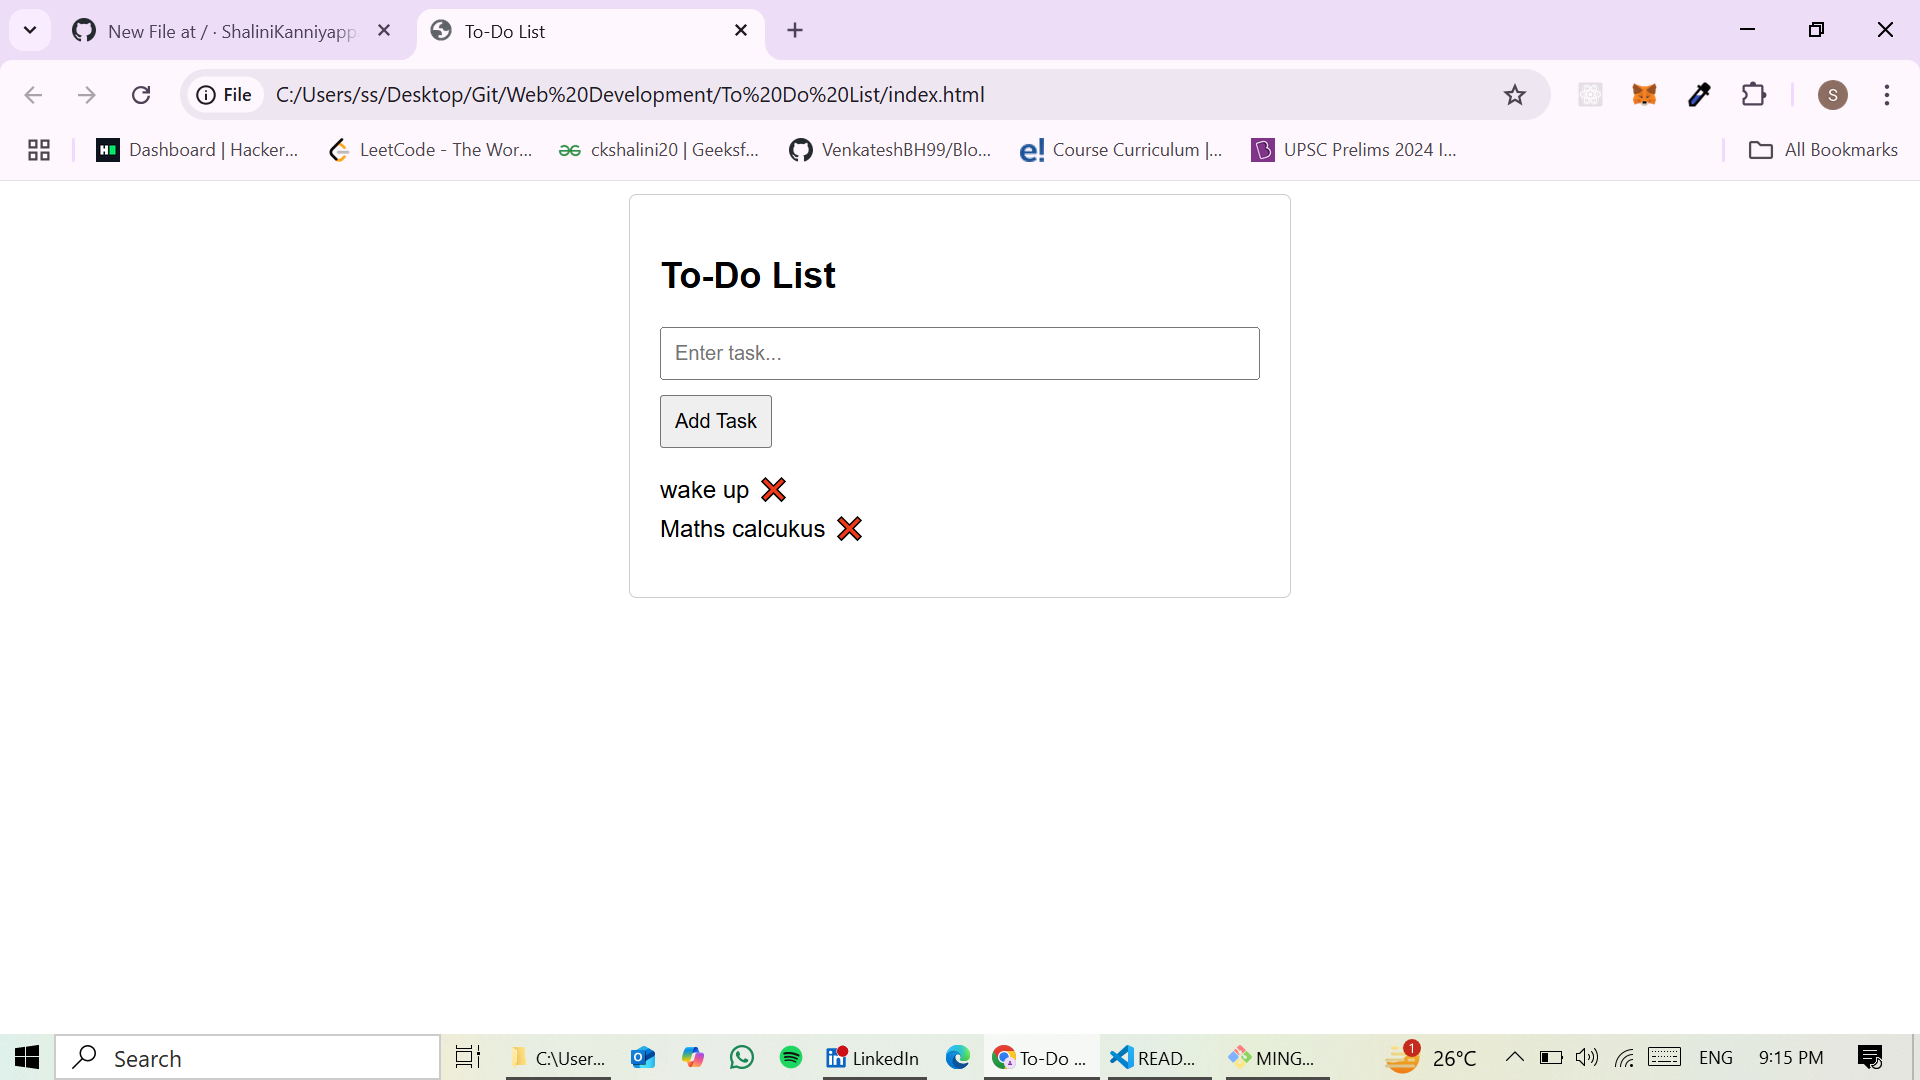 New File at / · ShaliniKanniyapp
To-Do List
File C:/Users/ss/Desktop/Git/Web%20Development/To%20Do%20List/index.html S
Dashboard | Hacker... LeetCode - The Wor... ckshalini20 | Geeksf... VenkateshBH99/Blo... Course Curriculum |... UPSC Prelims 2024 I... All Bookmarks
To-Do List
Enter task...
Add Task
wake up
Maths calcukus
Search C:\User... LinkedIn To-Do ... READ... MING... 1 26°C ENG 9:15 PM